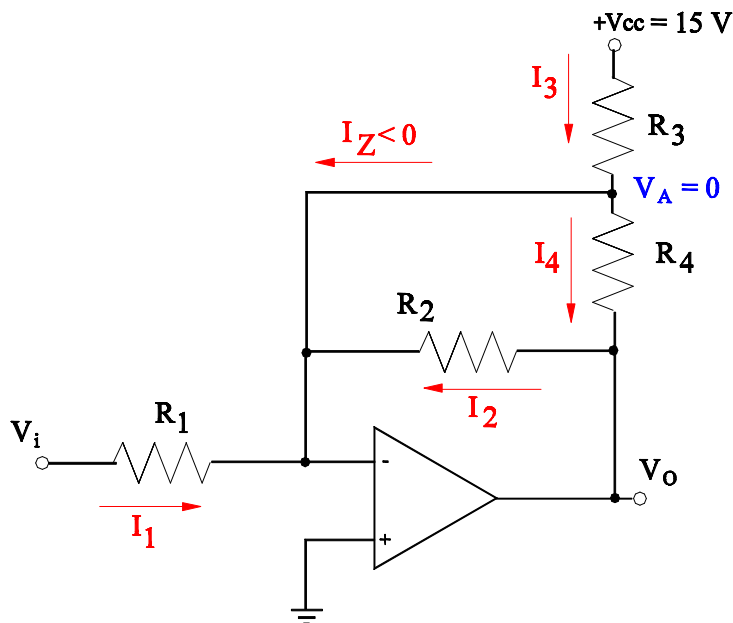 +Vcc = 15 V
I3
R3
IZ<0
VA = 0
I4
R4
R2
I2
R1
Vi
I1
-
+
VO